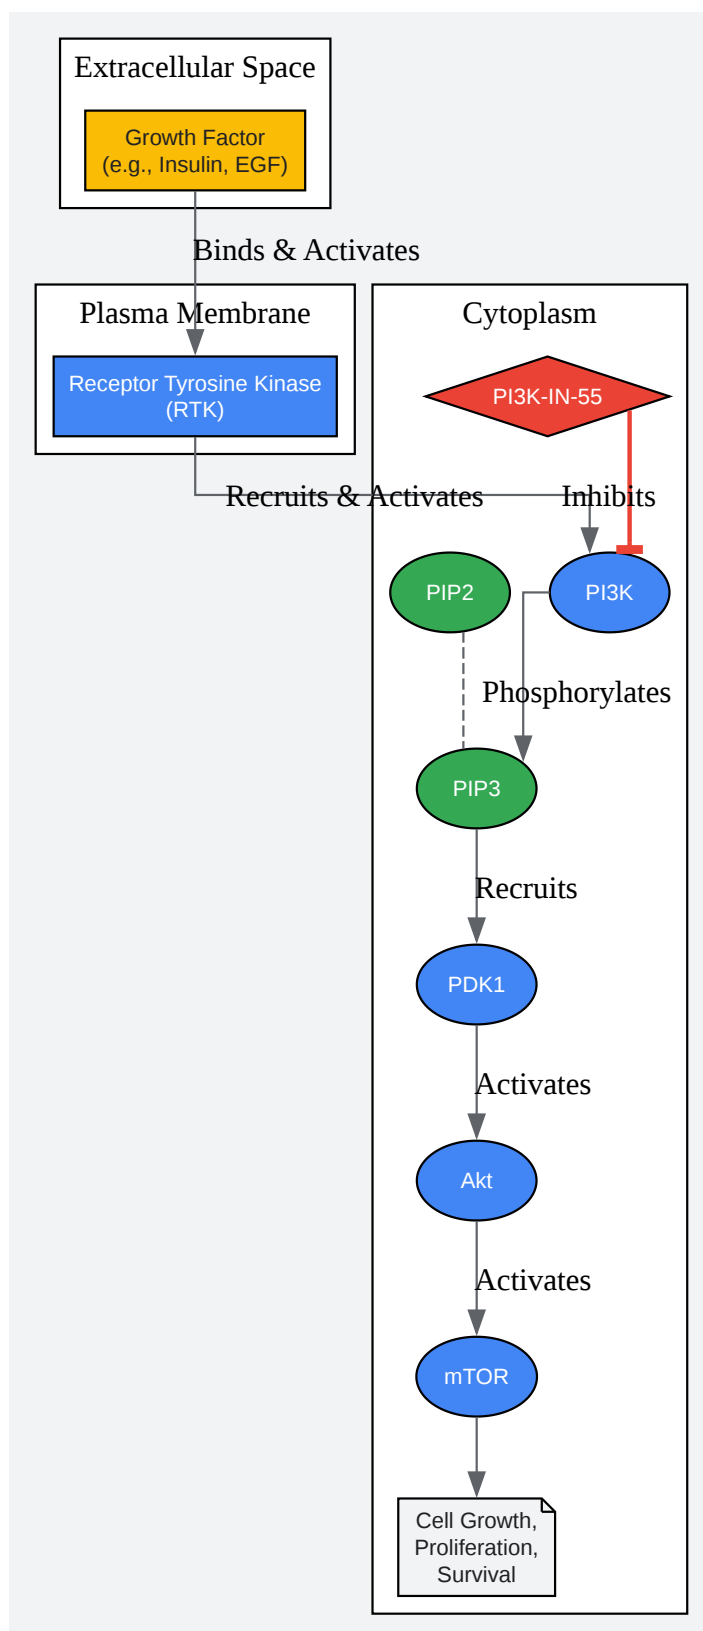 Extracellular Space
Growth Factor
(e.g., Insulin, EGF)
Binds & Activates
Plasma Membrane
Receptor Tyrosine Kinase
(RTK)
Cytoplasm
PI3K-IN-55
Recruits & Activates
Inhibits
PIP2
PI3K
Phosphorylates
PIP3
Recruits
PDK1
Activates
Akt
Activates
mTOR
Cell Growth,
Proliferation,
Survival